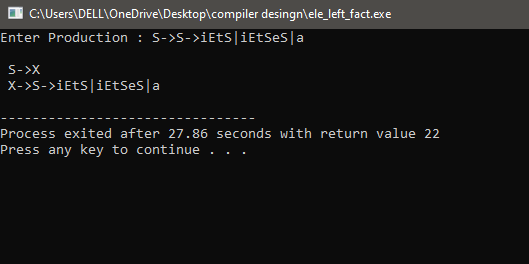 C:\Users\DELL\OneDrive\Desktop\compiler desingn\ele_left_fact.exe
Enter Production : S->S->iEtS|iEtSeS|a
S->X
X->S->iEtS|iEtSeS|a
--------------------------------
Process exited after 27.86 seconds with return value 22
Press any key to continue . . .